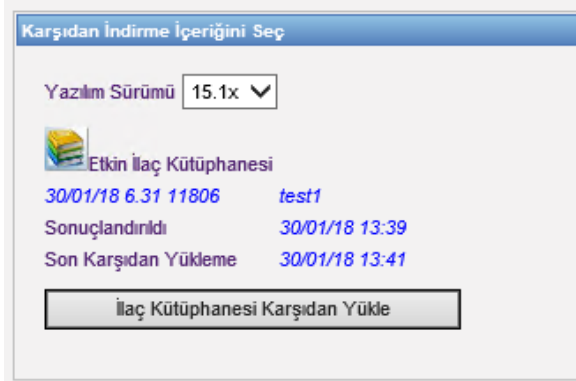 Karşıdan İndirme İçeriğini Seç
Yazılım Sürümü 15.1x
Etkin İlaç Kütüphanesi
30/01/18 6.31 11806 test1
Sonuçlandırıldı 30/01/18 13:39
Son Karşıdan Yükleme 30/01/18 13:41
İlaç Kütüphanesi Karşıdan Yükle